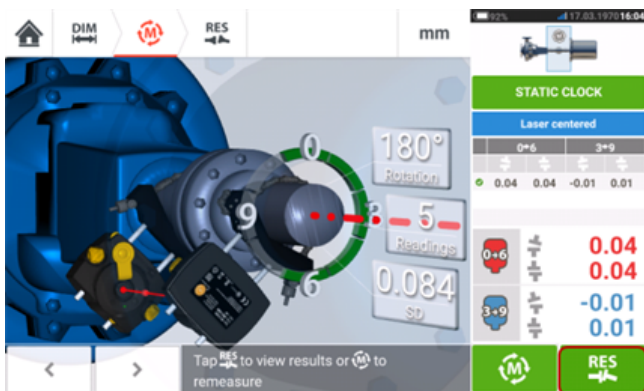 DIM
M
RES
mm
92%
17.03.1970 16:04
STATIC CLOCK
Laser centered
0•6 3•9
0.04 0.04 -0.01 0.01
0
9
3
6
180°
Rotation
5
Readings
0.084
SD
0•6
0.04
0.04
3•9
-0.01
0.01
Tap RES to view results or M to
remeasure
M
RES